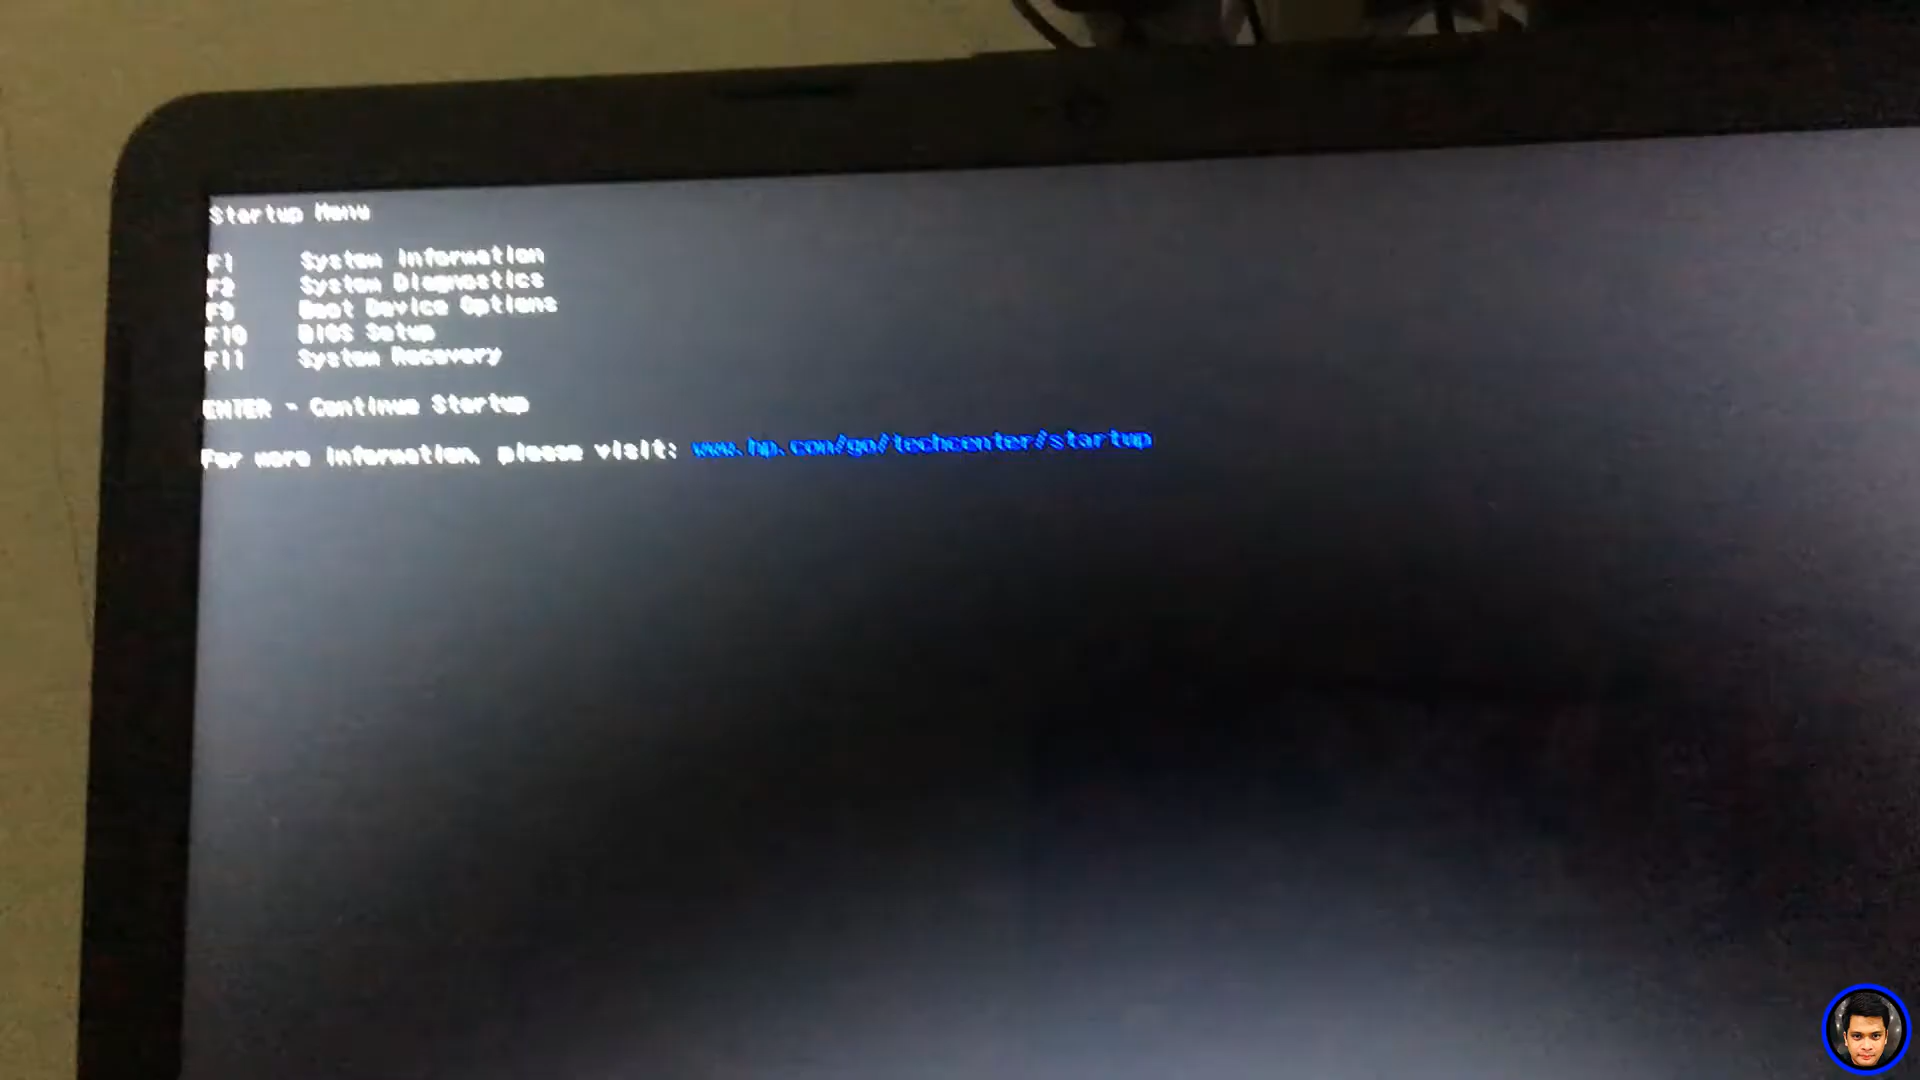 Startup Menu
F1 System Information
F2 System Diagnostics
F9 Boot Device Options
F10 BIOS Setup
F11 System Recovery
ENTER - Continue Startup
For more information, please visit: www.hp.com/go/techcenter/startup